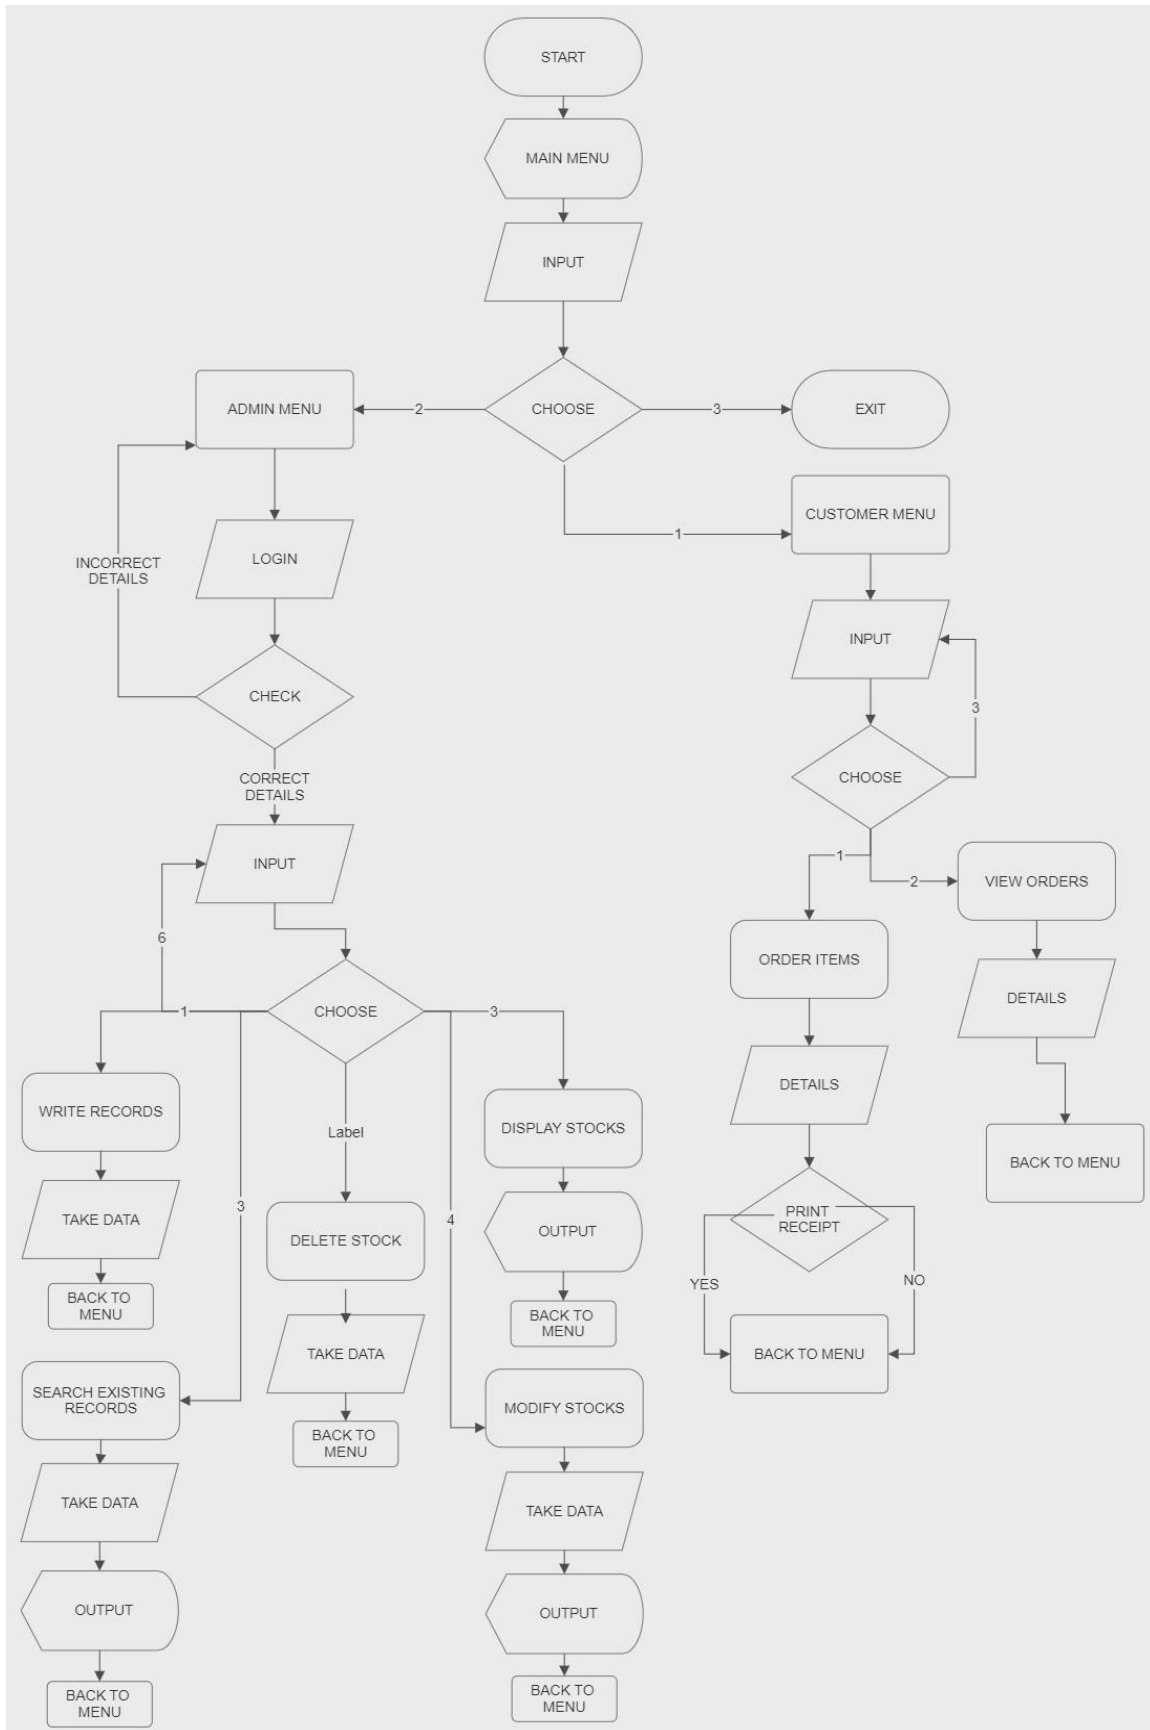 START
MAIN MENU
INPUT
ADMIN MENU
2
CHOOSE
3
EXIT
CUSTOMER MENU
1
LOGIN
INCORRECT
DETAILS
INPUT
CHECK
3
CHOOSE
CORRECT
DETAILS
INPUT
1
2
VIEW ORDERS
6
ORDER ITEMS
DETAILS
1
CHOOSE
3
DETAILS
WRITE RECORDS
DISPLAY STOCKS
Label
BACK TO MENU
3
4
TAKE DATA
PRINT
RECEIPT
DELETE STOCK
OUTPUT
YES
NO
BACK TO
MENU
BACK TO
MENU
TAKE DATA
BACK TO MENU
SEARCH EXISTING
RECORDS
MODIFY STOCKS
BACK TO
MENU
TAKE DATA
TAKE DATA
OUTPUT
OUTPUT
BACK TO
MENU
BACK TO
MENU